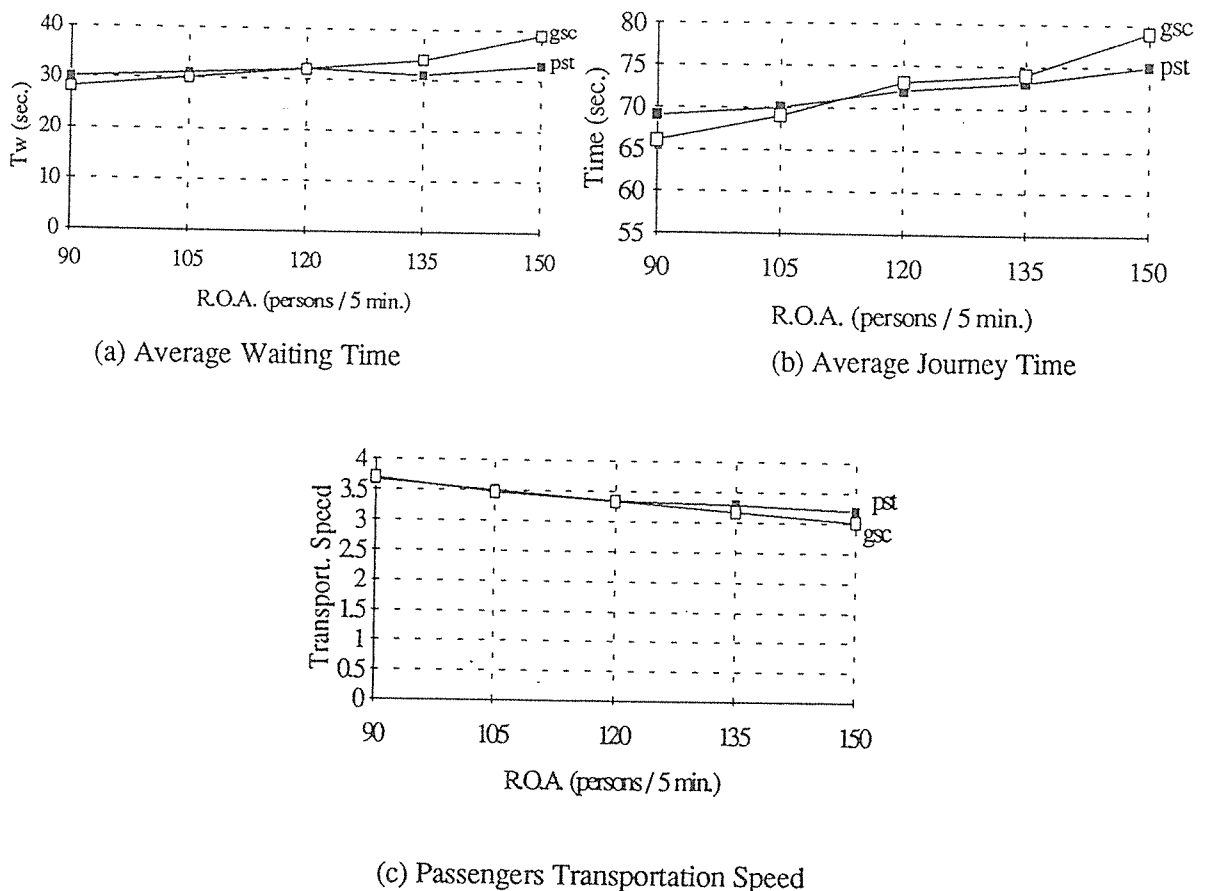 40
30
20
10
0
Tw (sec.)
gsc
pst
90 105 120 135 150
R.O.A. (persons / 5 min.)
(a) Average Waiting Time
80
75
70
65
60
55
Time (sec.)
gsc
pst
90 105 120 135 150
R.O.A. (persons / 5 min.)
(b) Average Journey Time
4
3.5
3
2.5
2
1.5
1
0.5
0
Transport. Speed
pst
gsc
90 105 120 135 150
R.O.A. (persons / 5 min.)
(c) Passengers Transportation Speed